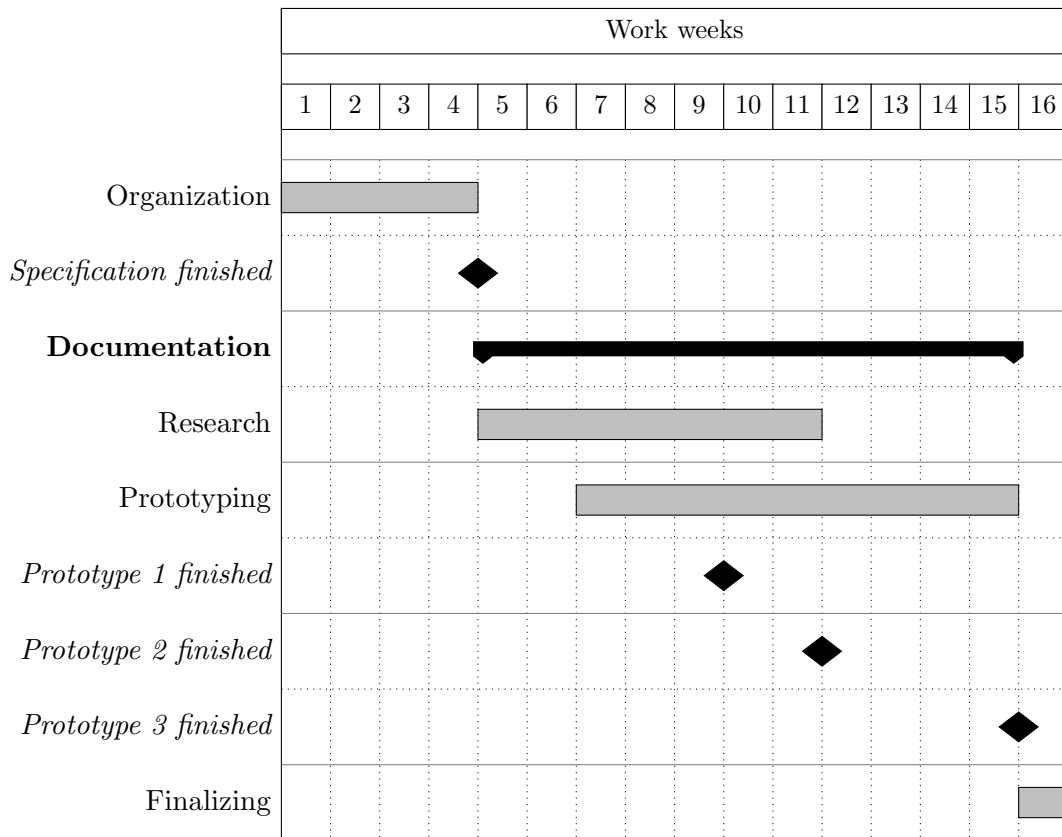 Work weeks
1 2 3 4 5 6 7 8 9 10 11 12 13 14 15 16
Organization
Specification finished
Documentation
Research
Prototyping
Prototype 1 finished
Prototype 2 finished
Prototype 3 finished
Finalizing